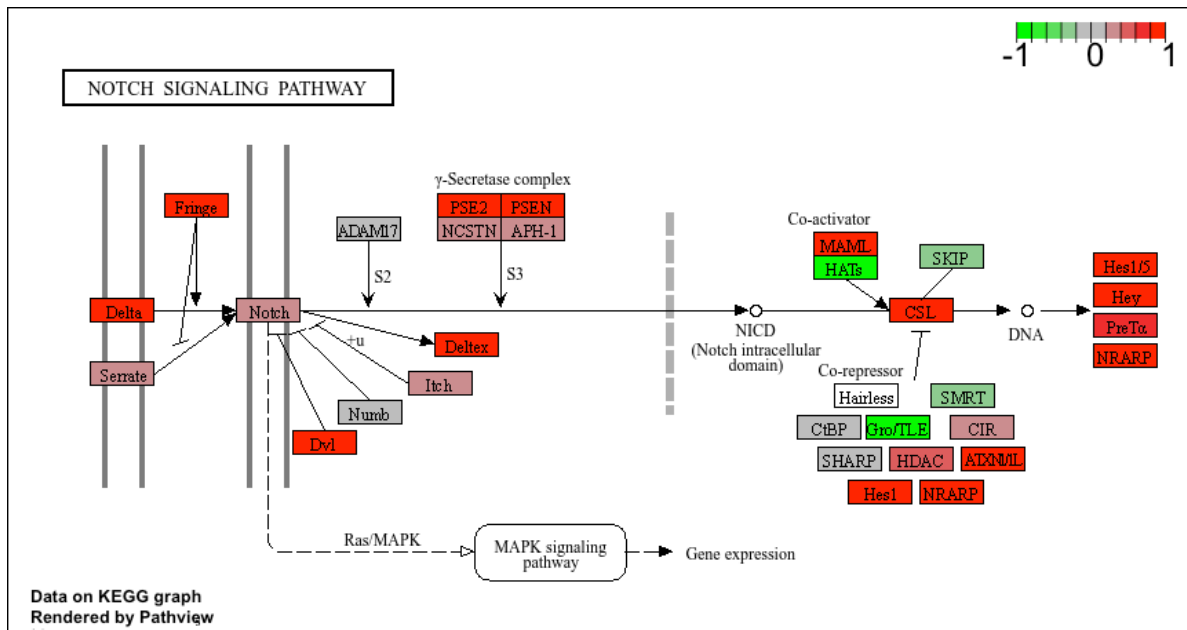 -1 0 1
NOTCH SIGNALING PATHWAY
γ-Secretase complex
Fringe
PSE2 PSEN
ADAM17
NCSTN APH-1
Co-activator
MAML
HATs
SKIP
S2
S3
Hes1/5
Hey
PreTα
NRARP
Delta
Notch
CSL
NICD
(Notch intracellular
domain)
DNA
+u
Deltex
Serrate
Itch
Numb
Dvl
Co-repressor
Hairless
SMRT
CtBP
Gro/TLE
CIR
SHARP
HDAC
ATXN1/1L
Hes1
NRARP
Ras/MAPK
MAPK signaling
pathway
Gene expression
Data on KEGG graph
Rendered by Pathview